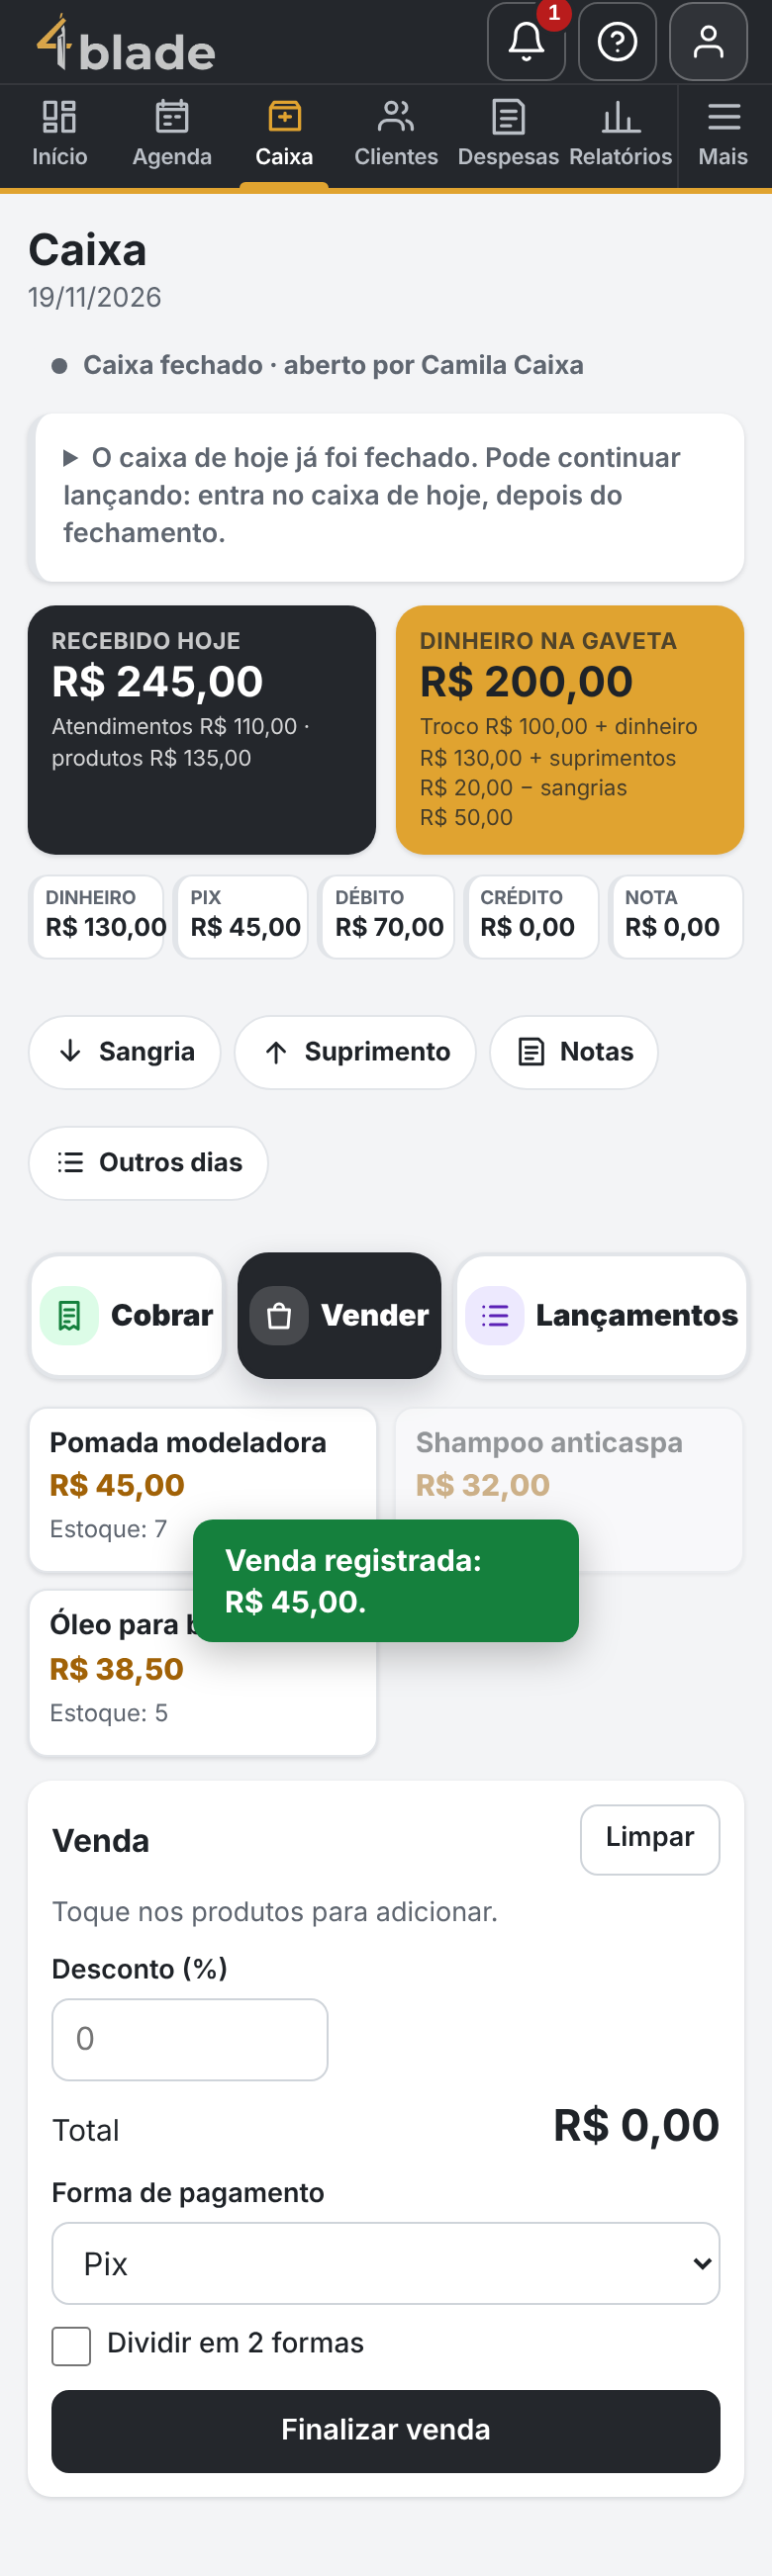 4blade
1
Início
Agenda
Caixa
Clientes
Despesas
Relatórios
Mais
Caixa
19/11/2026
Caixa fechado · aberto por Camila Caixa
O caixa de hoje já foi fechado. Pode continuar
lançando: entra no caixa de hoje, depois do
fechamento.
RECEBIDO HOJE
R$ 245,00
Atendimentos R$ 110,00 ·
produtos R$ 135,00
DINHEIRO NA GAVETA
R$ 200,00
Troco R$ 100,00 + dinheiro
R$ 130,00 + suprimentos
R$ 20,00 − sangrias
R$ 50,00
DINHEIRO
R$ 130,00
PIX
R$ 45,00
DÉBITO
R$ 70,00
CRÉDITO
R$ 0,00
NOTA
R$ 0,00
Sangria
Suprimento
Notas
Outros dias
Cobrar
Vender
Lançamentos
Pomada modeladora
R$ 45,00
Estoque: 7
Shampoo anticaspa
R$ 32,00
Venda registrada:
R$ 45,00.
Óleo para
R$ 38,50
Estoque: 5
Venda
Limpar
Toque nos produtos para adicionar.
Desconto (%)
0
Total
R$ 0,00
Forma de pagamento
Pix
Dividir em 2 formas
Finalizar venda